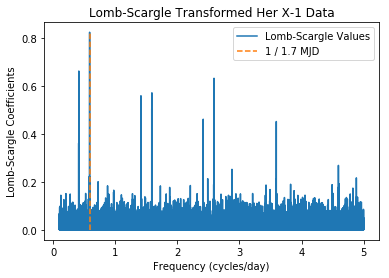 Lomb-Scargle Transformed Her X-1 Data
Lomb-Scargle Values
1 / 1.7 MJD
Lomb-Scargle Coefficients
0.8
0.6
0.4
0.2
0.0
0
1
2
3
4
5
Frequency (cycles/day)